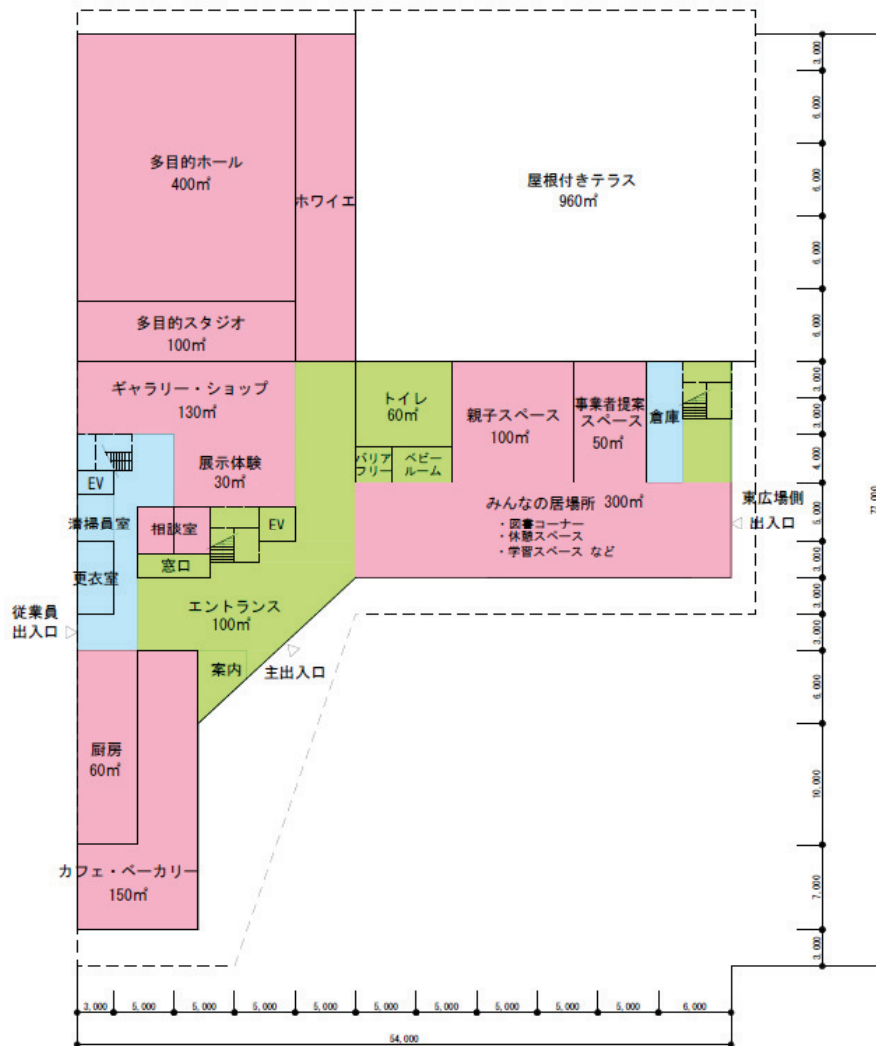 多目的ホール
400㎡
ホワイエ
屋根付きテラス
960㎡
多目的スタジオ
100㎡
ギャラリー・ショップ
130㎡
展示体験
30㎡
トイレ
60㎡
バリア
フリー
ベビー
ルーム
親子スペース
100㎡
事業者提案
スペース
50㎡
倉庫
EV
清掃員室
相談室
EV
窓口
更衣室
みんなの居場所 300㎡
・図書コーナー
・休憩スペース
・学習スペース など
東広場側
出入口
エントランス
100㎡
従業員
出入口
案内
主出入口
厨房
60㎡
カフェ・ベーカリー
150㎡
3,000
6,000
6,000
6,000
6,000
3,000
3,000
4,000
5,000
3,000
3,000
3,000
6,000
10,000
7,000
3,000
3,000 5,000 5,000 5,000 5,000 5,000 5,000 5,000 5,000 5,000 6,000
54,000